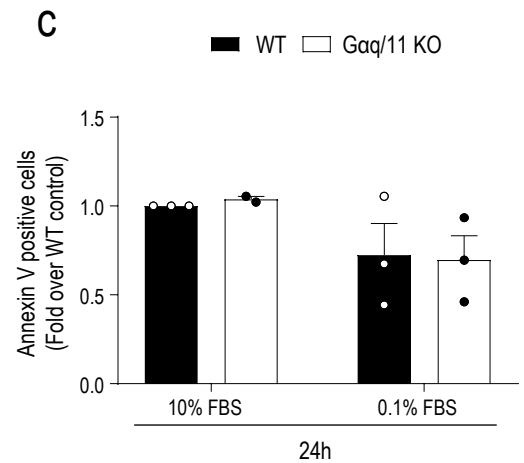 C
WT Gαq/11 KO
Annexin V positive cells
(Fold over WT control)
1.5
1.0
0.5
0.0
10% FBS 0.1% FBS
24h